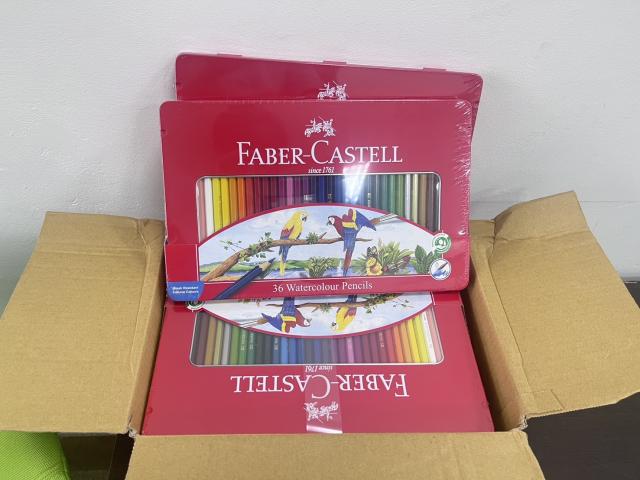 FABER-CASTELL
since 1761
36 Watercolour Pencils
FABER-CASTELL
since 1761